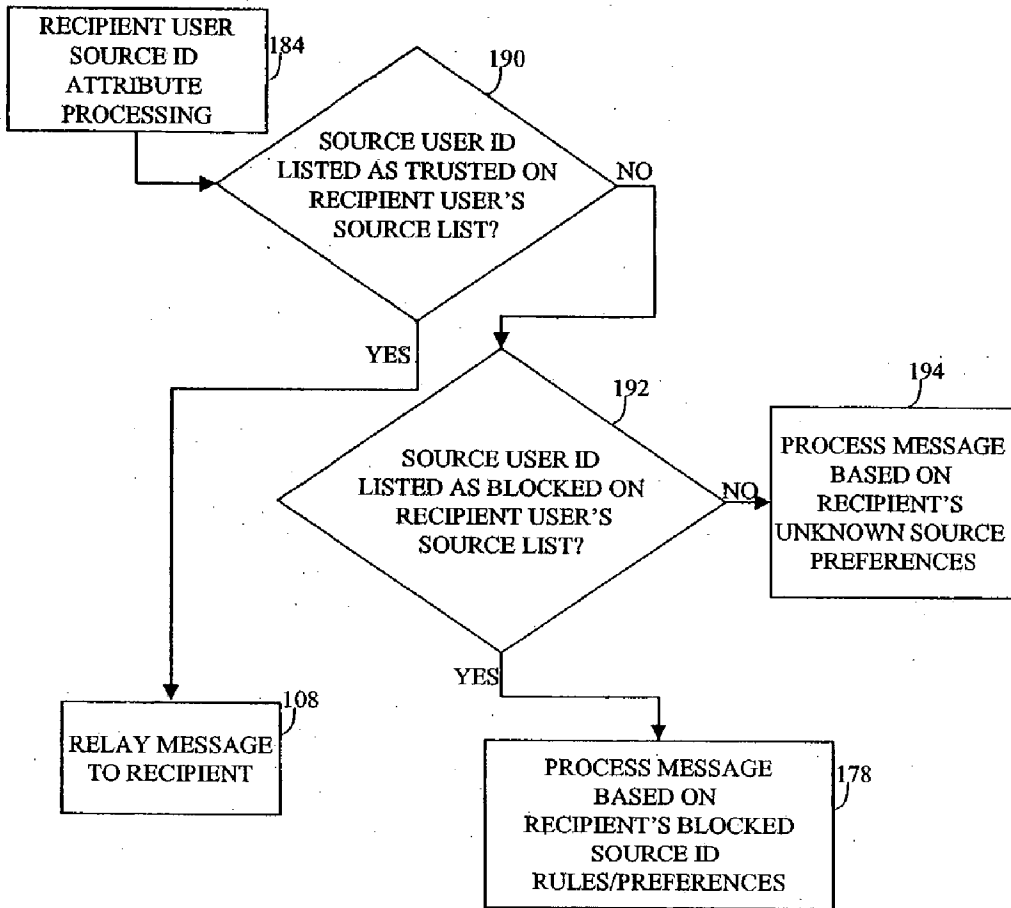 RECIPIENT USER
SOURCE ID
ATTRIBUTE
PROCESSING
184
190
SOURCE USER ID
LISTED AS TRUSTED ON
RECIPIENT USER'S
SOURCE LIST?
NO
YES
192
SOURCE USER ID
LISTED AS BLOCKED ON
RECIPIENT USER'S
SOURCE LIST?
NO
194
PROCESS MESSAGE
BASED ON
RECIPIENT'S
UNKNOWN SOURCE
PREFERENCES
YES
108
RELAY MESSAGE
TO RECIPIENT
PROCESS MESSAGE
BASED ON
RECIPIENT'S BLOCKED
SOURCE ID
RULES/PREFERENCES
178